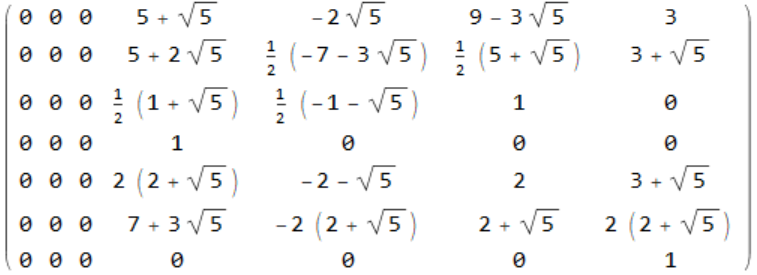 0 0 0 5 + √5 -2 √5 9 - 3 √5 3
0 0 0 5 + 2 √5 1/2 (-7 - 3 √5) 1/2 (5 + √5) 3 + √5
0 0 0 1/2 (1 + √5) 1/2 (-1 - √5) 1 0
0 0 0 1 0 0 0
0 0 0 2 (2 + √5) -2 - √5 2 3 + √5
0 0 0 7 + 3 √5 -2 (2 + √5) 2 + √5 2 (2 + √5)
0 0 0 0 0 0 1